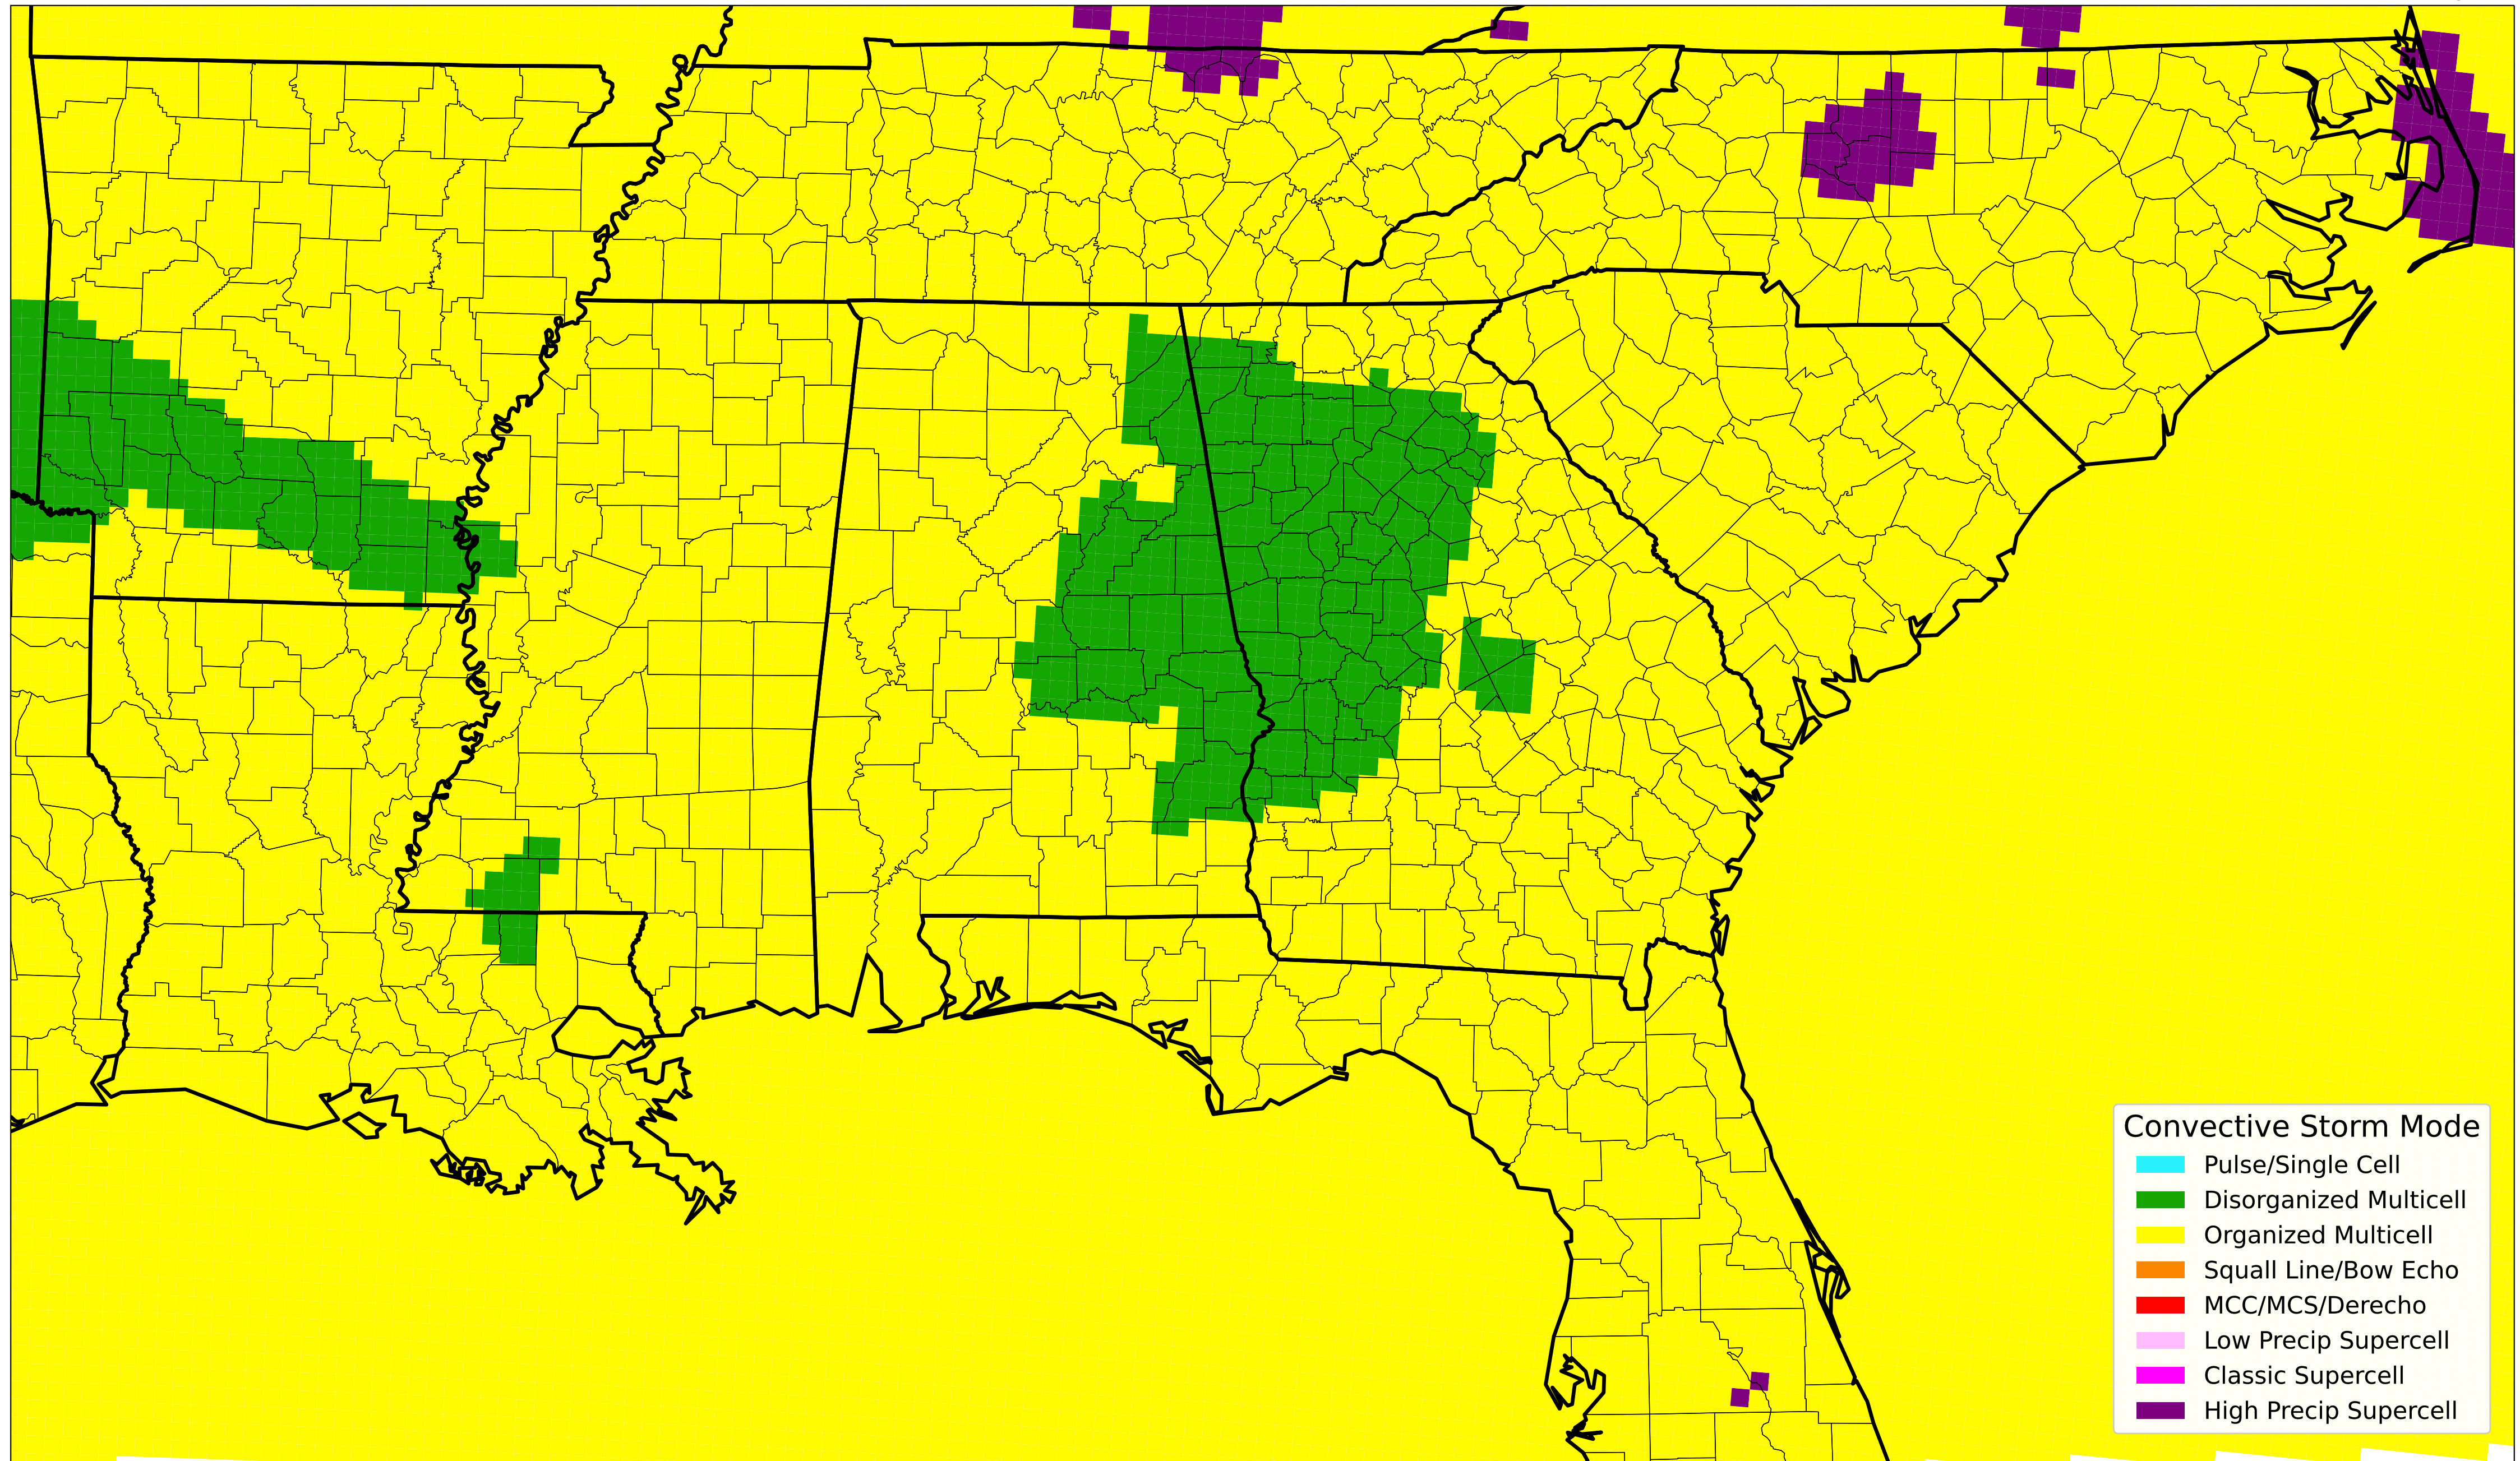 Convective Storm Mode
Pulse/Single Cell
Disorganized Multicell
Organized Multicell
Squall Line/Bow Echo
MCC/MCS/Derecho
Low Precip Supercell
Classic Supercell
High Precip Supercell